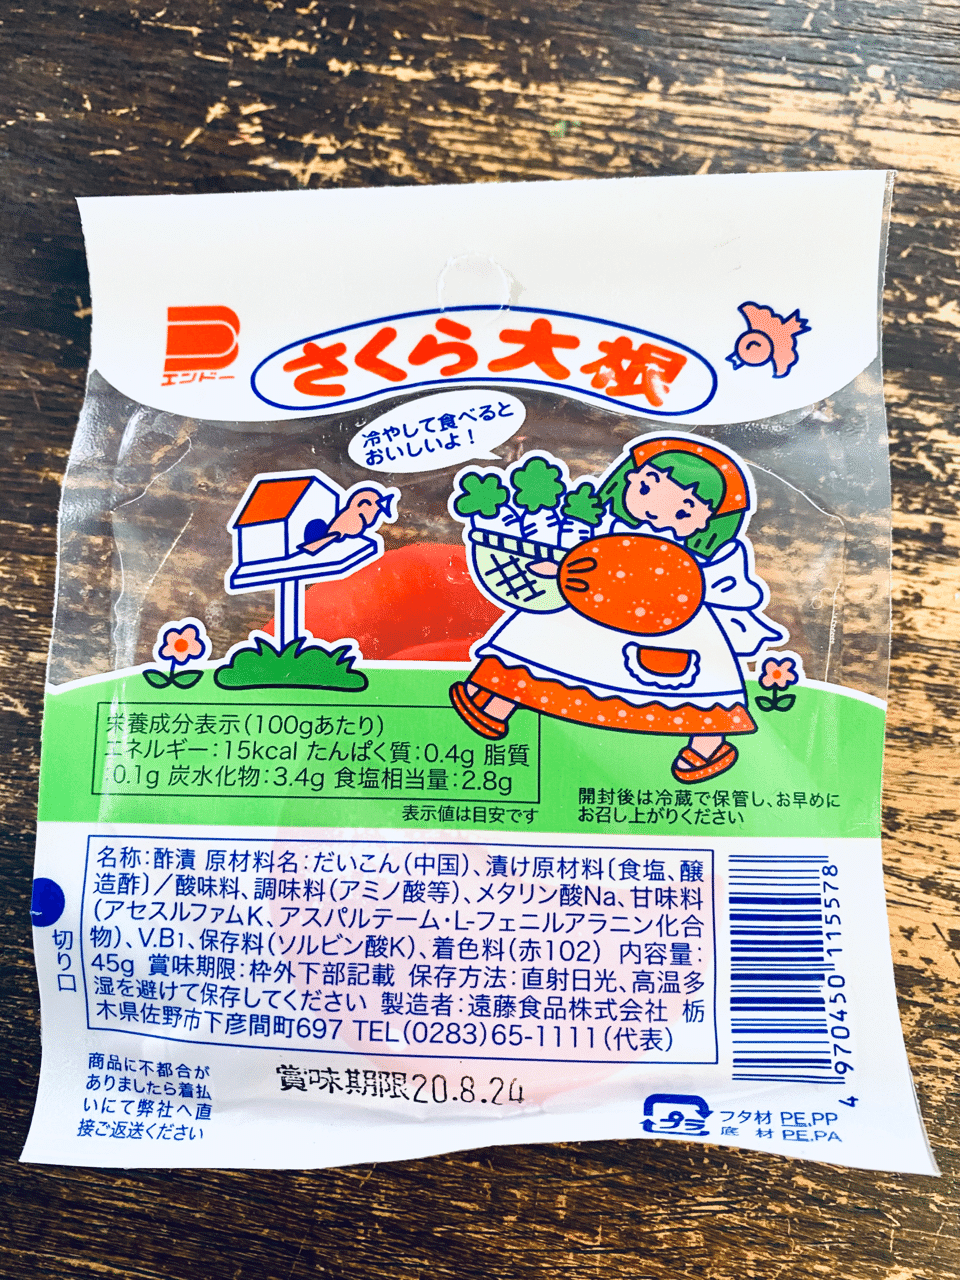 エンドー
さくら大根
冷やして食べると
おいしいよ！
栄養成分表示(100gあたり)
エネルギー:15kcal たんぱく質:0.4g 脂質
:0.1g 炭水化物:3.4g 食塩相当量:2.8g
表示値は目安です
開封後は冷蔵で保管し、お早めに
お召し上がりください
名称:酢漬 原材料名:だいこん(中国)、漬け原材料〔食塩、醸
造酢〕/酸味料、調味料(アミノ酸等)、メタリン酸Na、甘味料
(アセスルファムK、アスパルテーム・L-フェニルアラニン化合
物)、V.B1、保存料(ソルビン酸K)、着色料(赤102) 内容量:
45g 賞味期限:枠外下部記載 保存方法:直射日光、高温多
湿を避けて保存してください 製造者:遠藤食品株式会社 栃
木県佐野市下彦間町697 TEL(0283)65-1111(代表)
切り口
商品に不都合が
ありましたら着払
いにて弊社へ直
接ご返送ください
賞味期限20.8.24
4970450115578
プラ
フタ材 PE,PP
底 材 PE,PA